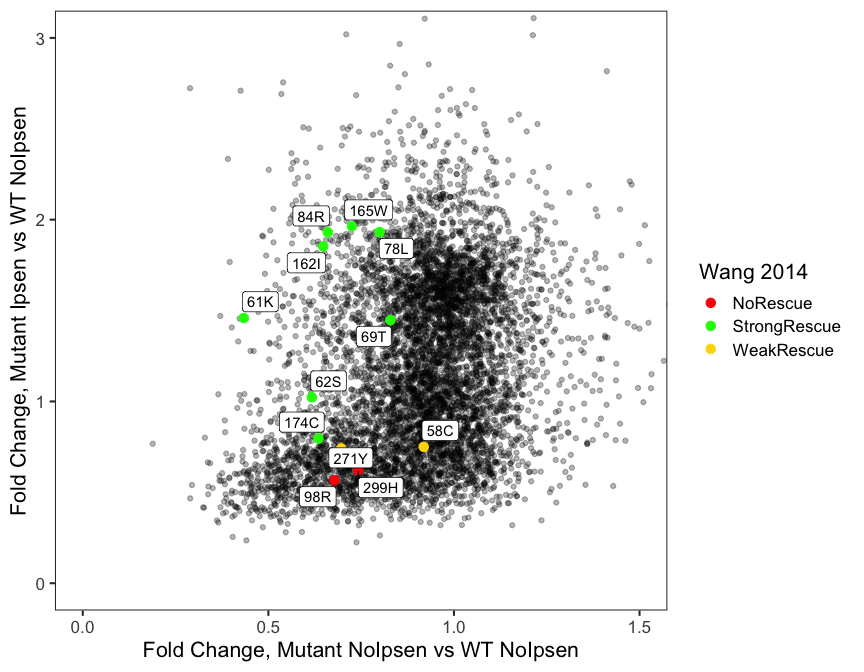 Fold Change, Mutant Ipsen vs WT NoIpsen
3
2
1
0
165W
84R
78L
162I
61K
69T
62S
174C
58C
271Y
299H
98R
0.0
0.5
1.0
1.5
Fold Change, Mutant NoIpsen vs WT NoIpsen
Wang 2014
NoRescue
StrongRescue
WeakRescue